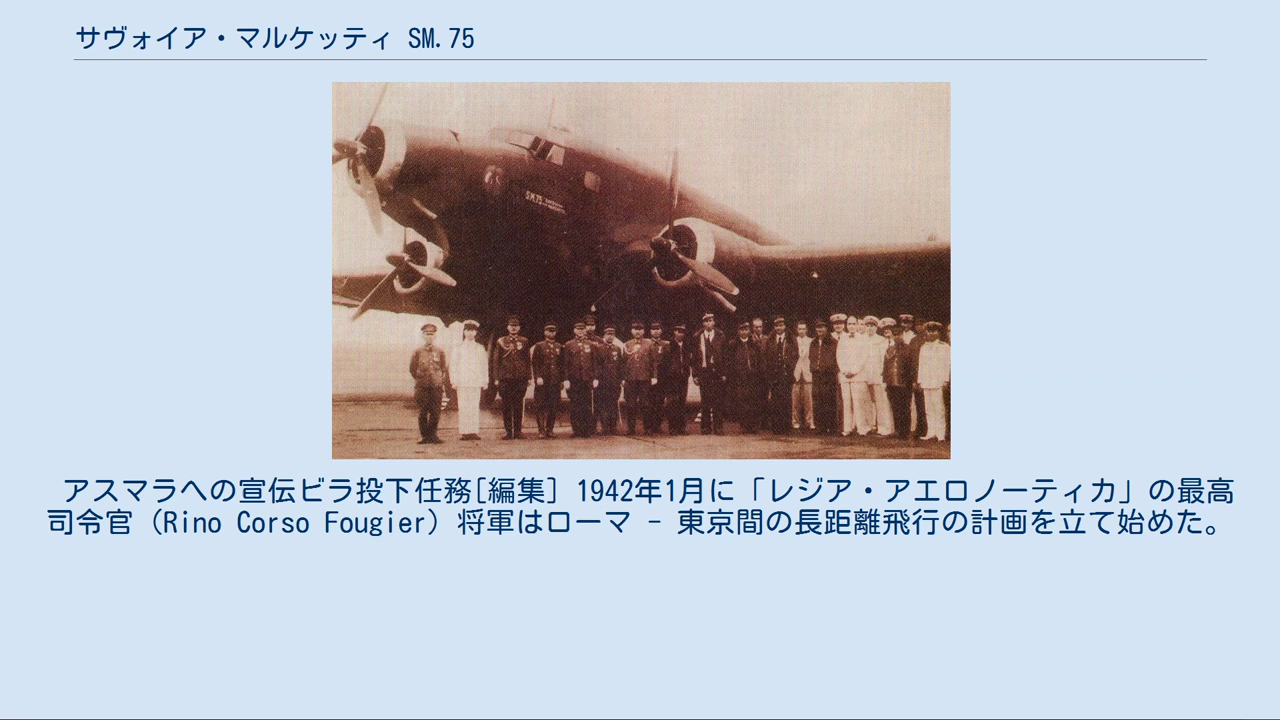 サヴォイア・マルケッティ SM.75
SM.75
アスマラへの宣伝ビラ投下任務[編集] 1942年1月に「レジア・アエロノーティカ」の最高
司令官（Rino Corso Fougier）将軍はローマ - 東京間の長距離飛行の計画を立て始めた。